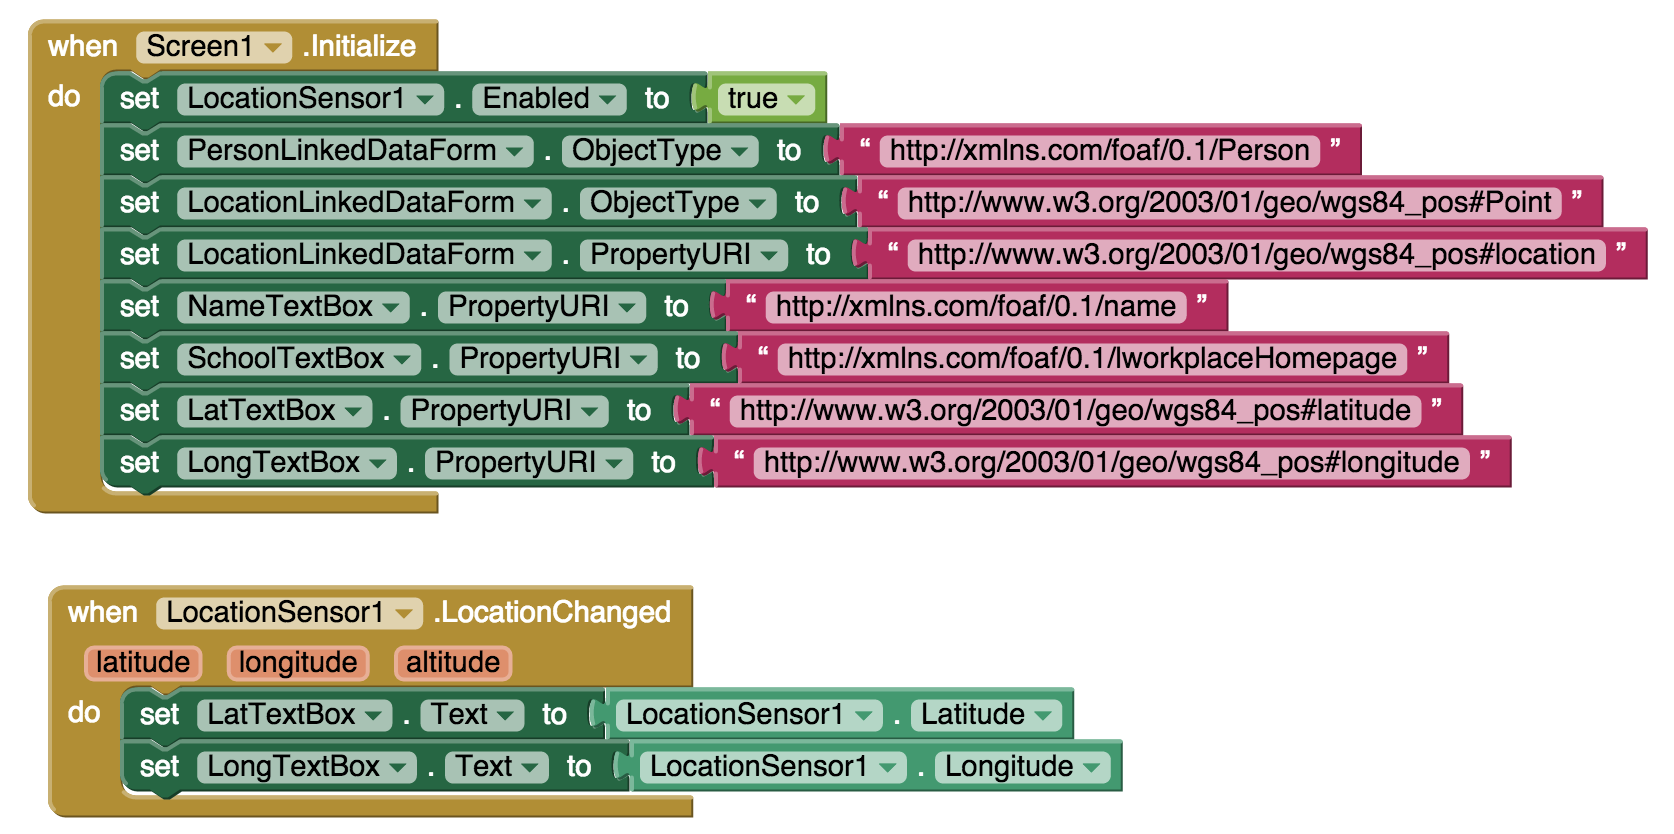 when Screen1 .Initialize
do set LocationSensor1 . Enabled to true
set PersonLinkedDataForm . ObjectType to “ http://xmlns.com/foaf/0.1/Person ”
set LocationLinkedDataForm . ObjectType to “ http://www.w3.org/2003/01/geo/wgs84_pos#Point ”
set LocationLinkedDataForm . PropertyURI to “ http://www.w3.org/2003/01/geo/wgs84_pos#location ”
set NameTextBox . PropertyURI to “ http://xmlns.com/foaf/0.1/name ”
set SchoolTextBox . PropertyURI to “ http://xmlns.com/foaf/0.1/lworkplaceHomepage ”
set LatTextBox . PropertyURI to “ http://www.w3.org/2003/01/geo/wgs84_pos#latitude ”
set LongTextBox . PropertyURI to “ http://www.w3.org/2003/01/geo/wgs84_pos#longitude ”
when LocationSensor1 .LocationChanged
latitude longitude altitude
do set LatTextBox . Text to LocationSensor1 . Latitude
set LongTextBox . Text to LocationSensor1 . Longitude